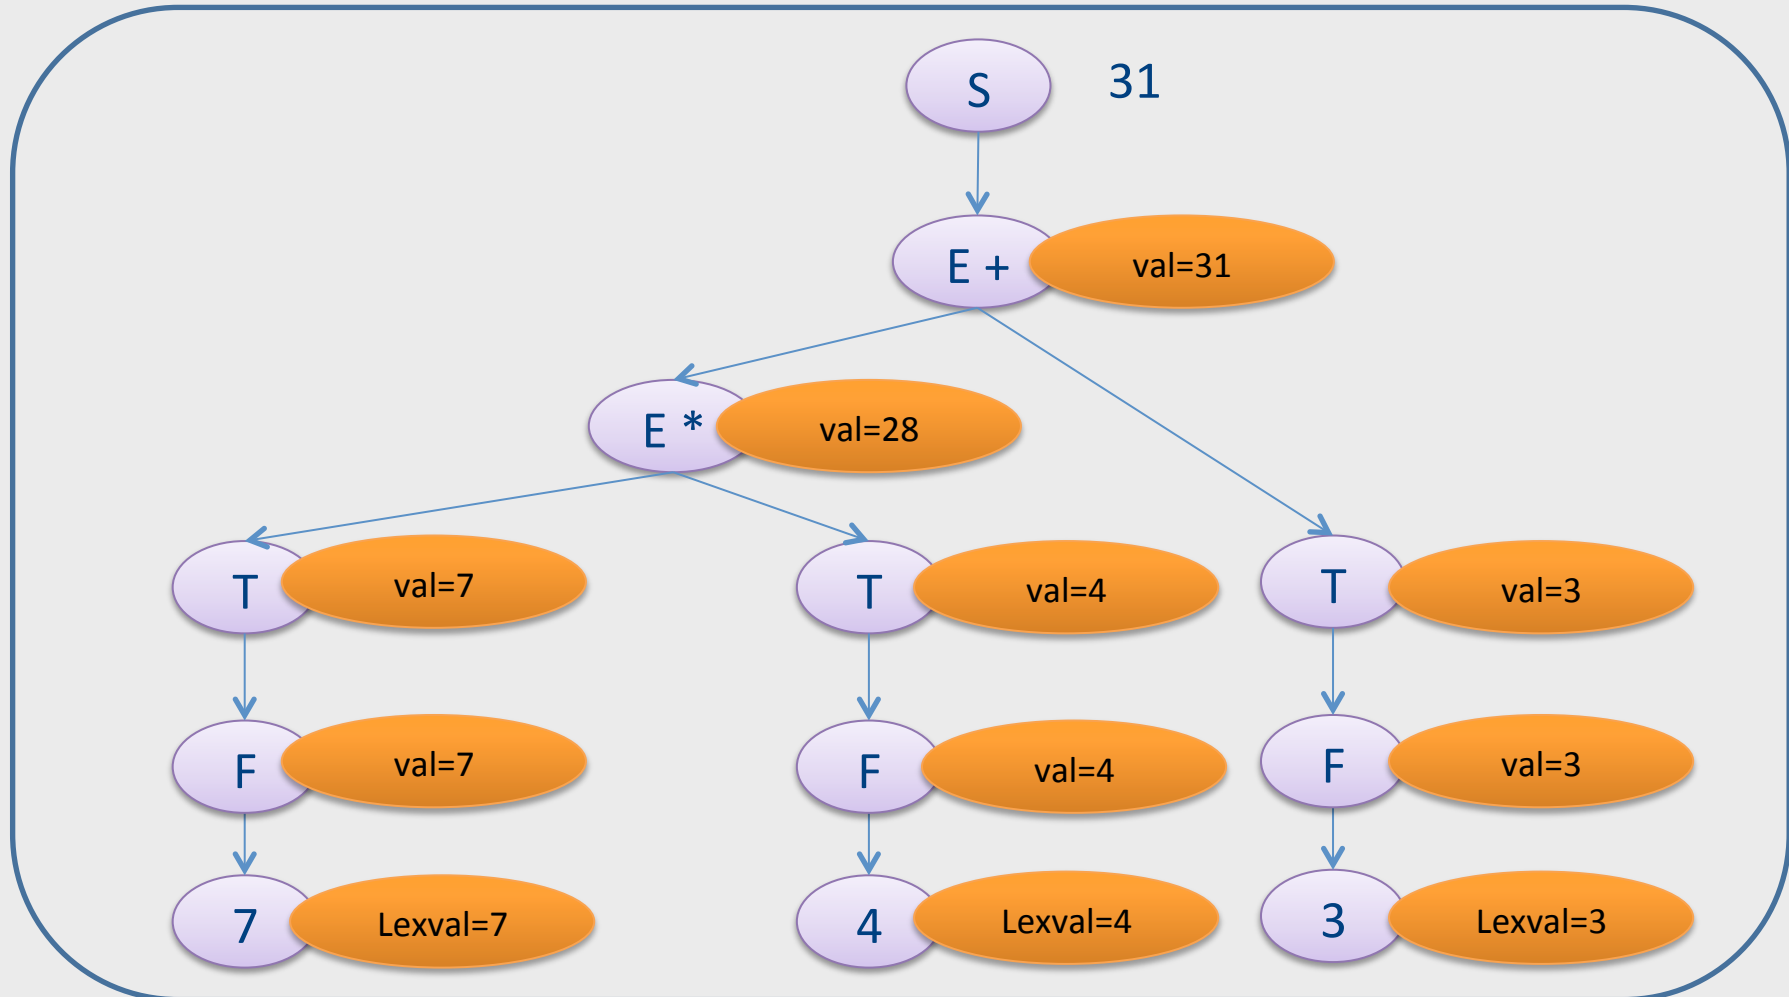 S
31
E +
val=31
E *
val=28
T
val=7
T
val=4
T
val=3
F
val=7
F
val=4
F
val=3
7
Lexval=7
4
Lexval=4
3
Lexval=3